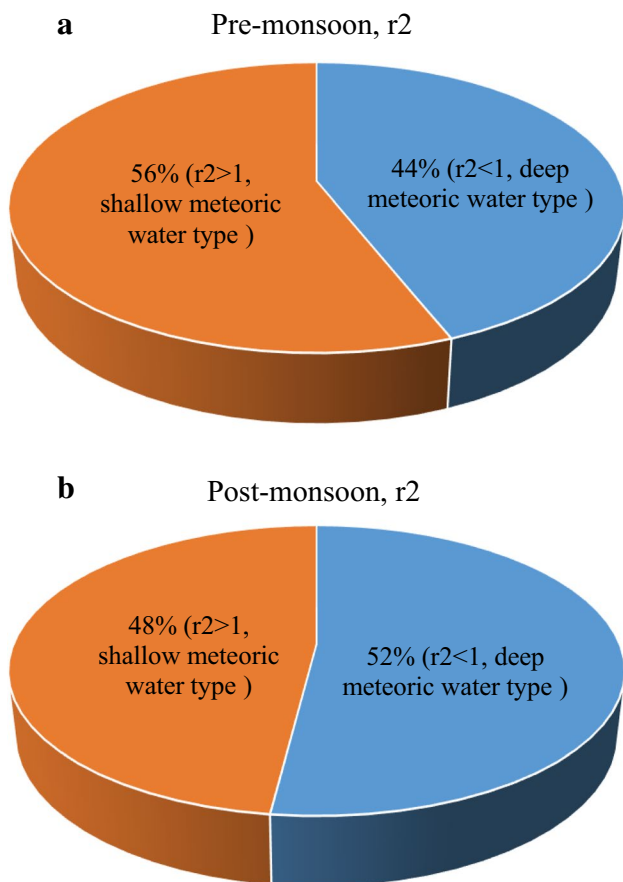 a
Pre-monsoon, r2
56% (r2>1,
shallow meteoric
water type )
44% (r2<1, deep
meteoric water type )
b
Post-monsoon, r2
48% (r2>1,
shallow meteoric
water type )
52% (r2<1, deep
meteoric water type )